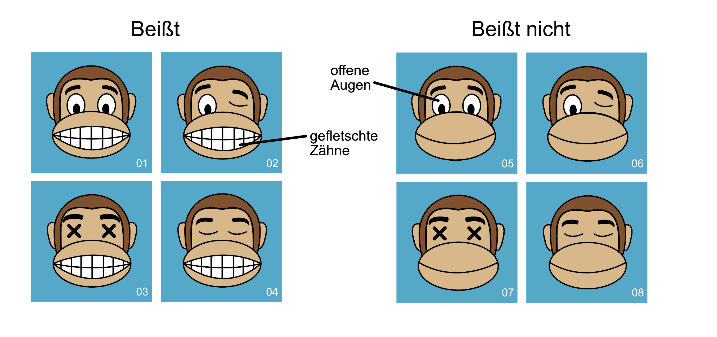 Beißt
Beißt nicht
offene
Augen
gefletschte
Zähne
01
02
05
06
03
04
07
08